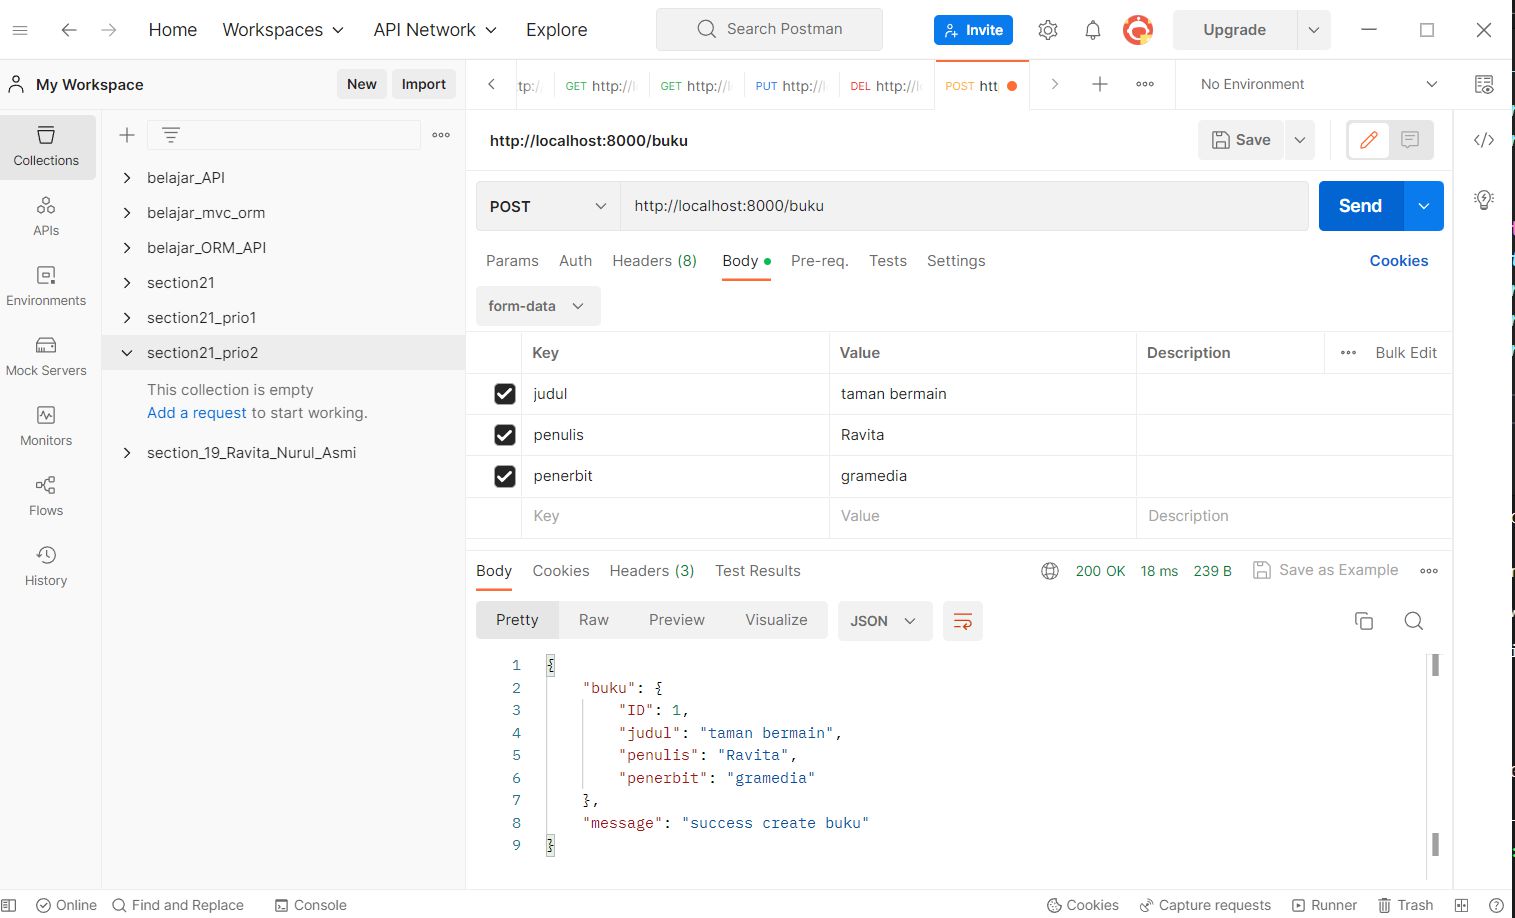 Home Workspaces API Network Explore Search Postman Invite Upgrade
My Workspace New Import
GET http:// GET http:// PUT http:// DEL http:// POST htt No Environment
Collections
APIs
Environments
Mock Servers
Monitors
Flows
History
belajar_API
belajar_mvc_orm
belajar_ORM_API
section21
section21_prio1
section21_prio2
This collection is empty
Add a request to start working.
section_19_Ravita_Nurul_Asmi
http://localhost:8000/buku Save
POST http://localhost:8000/buku Send
Params Auth Headers (8) Body Pre-req. Tests Settings Cookies
form-data
Key Value Description Bulk Edit
judul taman bermain
penulis Ravita
penerbit gramedia
Key Value Description
Body Cookies Headers (3) Test Results 200 OK 18 ms 239 B Save as Example
Pretty Raw Preview Visualize JSON
1 {
2 "buku": {
3 "ID": 1,
4 "judul": "taman bermain",
5 "penulis": "Ravita",
6 "penerbit": "gramedia"
7 },
8 "message": "success create buku"
9 }
Online Find and Replace Console Cookies Capture requests Runner Trash